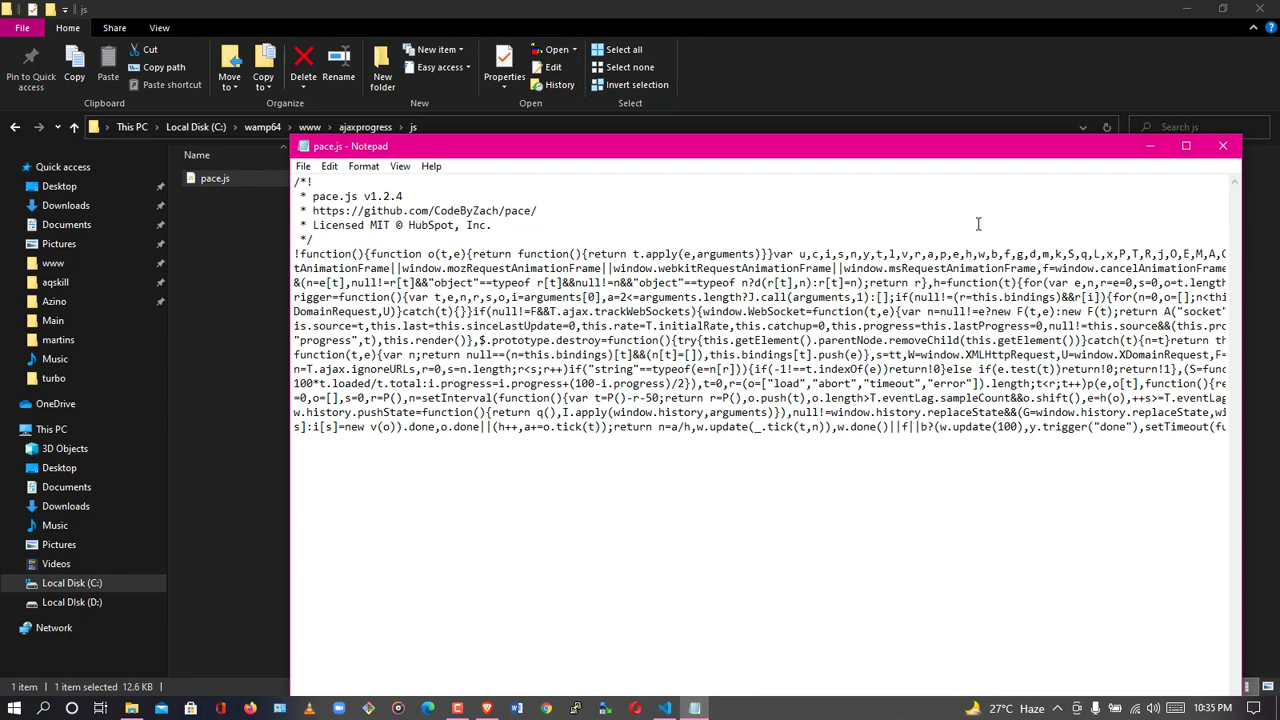 js
File
Home
Share
View
Pin to Quick access
Copy
Paste
Cut
Copy path
Paste shortcut
Clipboard
Move to
Copy to
Delete
Rename
Organize
New folder
New item
Easy access
New
Properties
Open
Edit
History
Open
Select all
Select none
Invert selection
Select
This PC
Local Disk (C:)
wamp64
www
ajaxprogress
js
Search js
Quick access
Desktop
Downloads
Documents
Pictures
www
aqskill
Azino
Main
martins
Music
turbo
OneDrive
This PC
3D Objects
Desktop
Documents
Downloads
Music
Pictures
Videos
Local Disk (C:)
Local DIsk (D:)
Network
Name
pace.js
pace.js - Notepad
File Edit Format View Help
/*!
* pace.js v1.2.4
* https://github.com/CodeByZach/pace/
* Licensed MIT © HubSpot, Inc.
*/
!function(){function o(t,e){return function(){return t.apply(e,arguments)}}var u,c,i,s,n,y,t,l,v,r,a,p,e,h,w,b,f,g,d,m,k,S,q,L,x,P,T,R,j,O,E,M,A,C
tAnimationFrame||window.mozRequestAnimationFrame||window.webkitRequestAnimationFrame||window.msRequestAnimationFrame,f=window.cancelAnimationFrame
&(n=e[t],null!=r[t]&&"object"==typeof r[t]&&null!=n&&"object"==typeof n?d(r[t],n):r[t]=n);return r},h=function(t){for(var e,n,r=e=0,s=0,o=t.length
rigger=function(){var t,e,n,r,s,o,i=arguments[0],a=2<=arguments.length?J.call(arguments,1):[];if(null!=(r=this.bindings)&&r[i]){for(n=0,o=[];n<thi
DomainRequest,U)}catch(t){}}if(null!=F&&T.ajax.trackWebSockets){window.WebSocket=function(t,e){var n=null!=e?new F(t,e):new F(t);return A("socket"
is.source=t,this.last=this.sinceLastUpdate=0,this.rate=T.initialRate,this.catchup=0,this.progress=this.lastProgress=0,null!=this.source&&(this.pro
"progress",t),this.render()},$.prototype.destroy=function(){try{this.getElement().parentNode.removeChild(this.getElement())}catch(t){n=t}return th
function(t,e){var n;return null==(n=this.bindings)[t]&&(n[t]=[]),this.bindings[t].push(e)},s=tt,W=window.XMLHttpRequest,U=window.XDomainRequest,F=
n=T.ajax.ignoreURLs,r=0,s=n.length;r<s;r++)if("string"==typeof(e=n[r])){if(-1!==t.indexOf(e))return!0}else if(e.test(t))return!0;return!1},(S=func
100*t.loaded/t.total:i.progress=i.progress+(100-i.progress)/2}),t=0,r=(o=["load","abort","timeout","error"]).length;t<r;t++)p(e,o[t],function(){re
=0,o=[],s=0,r=P(),n=setInterval(function(){var t=P()-r-50;return r=P(),o.push(t),o.length>T.eventLag.sampleCount&&o.shift(),e=h(o),++s>=T.eventLag
w.history.pushState=function(){return q(),I.apply(window.history,arguments)}),null!=window.history.replaceState&&(G=window.history.replaceState,wi
s]:i[s]=new v(o)).done,o.done||(h++,a+=o.tick(t));return n=a/h,w.update(_.tick(t,n)),w.done()||f||b?(w.update(100),y.trigger("done"),setTimeout(fu
1 item
1 item selected 12.6 KB
27°C Haze
10:35 PM